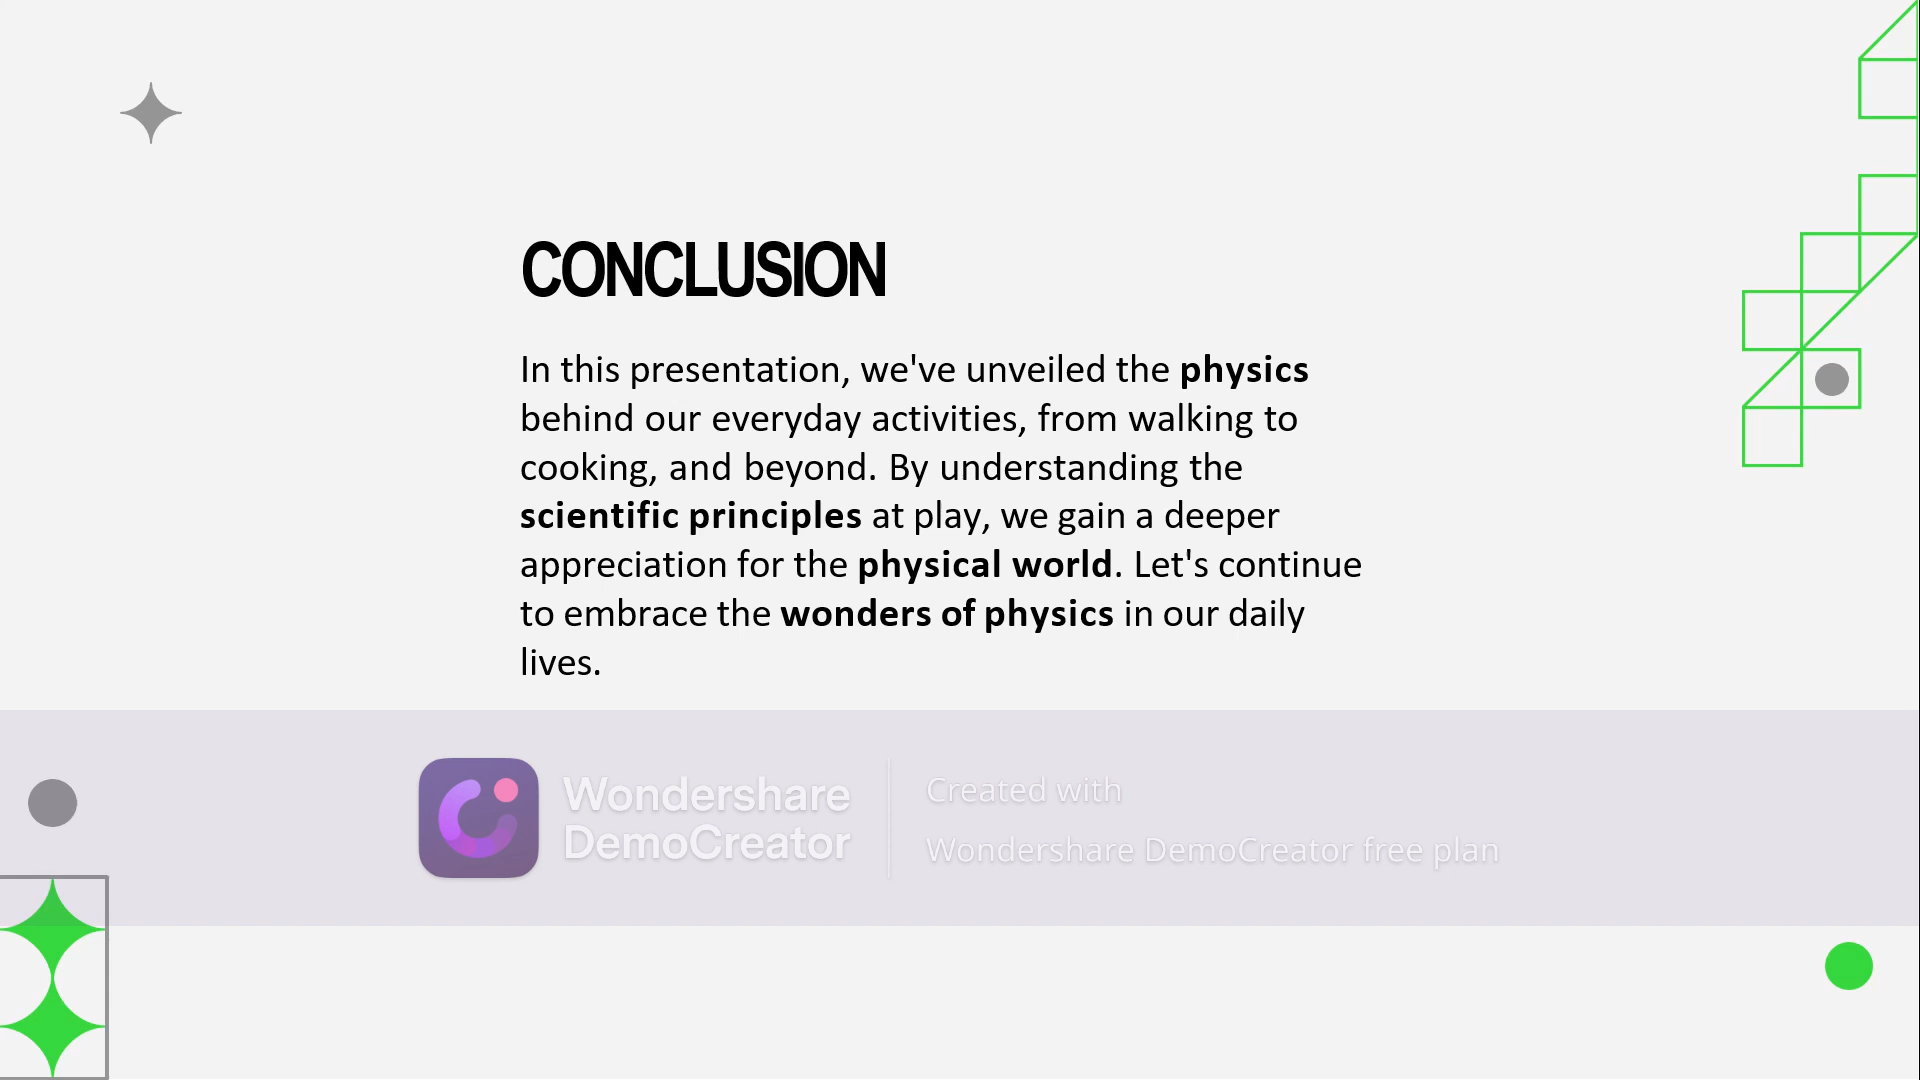 CONCLUSION
In this presentation, we've unveiled the physics
behind our everyday activities, from walking to
cooking, and beyond. By understanding the
scientific principles at play, we gain a deeper
appreciation for the physical world. Let's continue
to embrace the wonders of physics in our daily
lives.
Wondershare
DemoCreator
Created with
Wondershare DemoCreator free plan